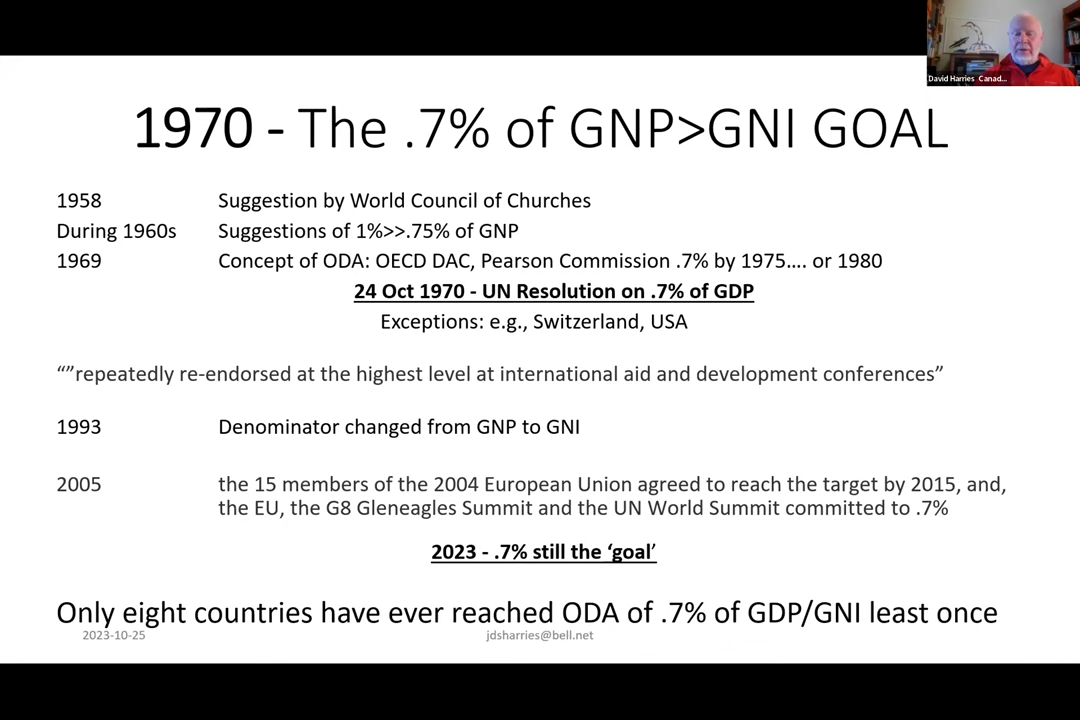 David Harries Canad...
1970 - The .7% of GNP>GNI GOAL
1958 Suggestion by World Council of Churches
During 1960s Suggestions of 1%>>.75% of GNP
1969 Concept of ODA: OECD DAC, Pearson Commission .7% by 1975.... or 1980
24 Oct 1970 - UN Resolution on .7% of GDP
Exceptions: e.g., Switzerland, USA
“”repeatedly re-endorsed at the highest level at international aid and development conferences”
1993 Denominator changed from GNP to GNI
2005 the 15 members of the 2004 European Union agreed to reach the target by 2015, and,
the EU, the G8 Gleneagles Summit and the UN World Summit committed to .7%
2023 - .7% still the ‘goal’
Only eight countries have ever reached ODA of .7% of GDP/GNI least once
2023-10-25 jdsharries@bell.net